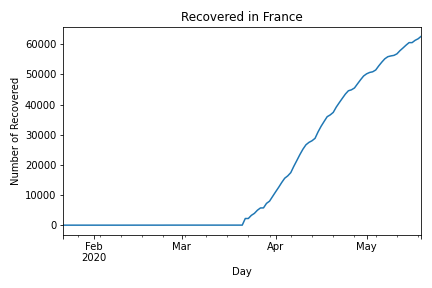 Recovered in France
Number of Recovered
60000
50000
40000
30000
20000
10000
0
Feb
2020
Mar
Apr
May
Day